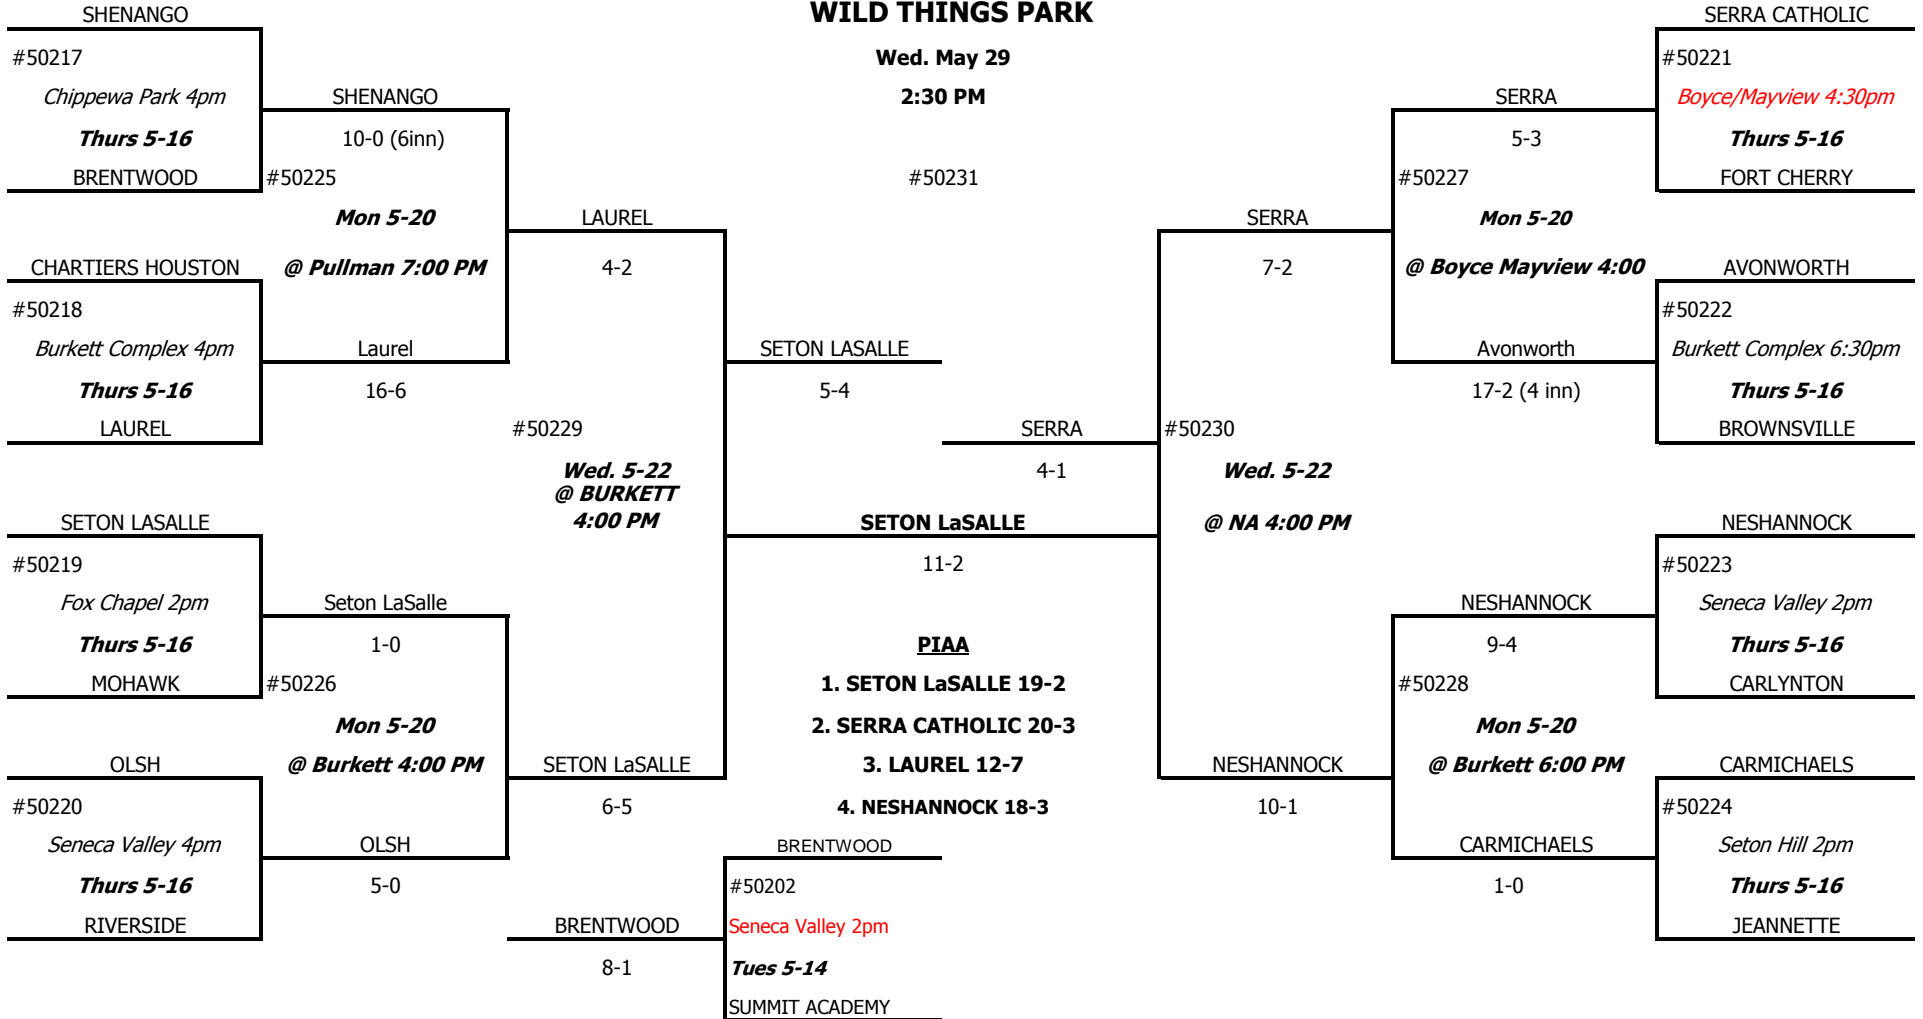 SHENANGO
WILD THINGS PARK
SERRA CATHOLIC
#50217
Wed. May 29
#50221
Chippewa Park 4pm
SHENANGO
2:30 PM
SERRA
Boyce/Mayview 4:30pm
Thurs 5-16
10-0 (6inn)
5-3
Thurs 5-16
BRENTWOOD
#50225
#50231
#50227
FORT CHERRY
Mon 5-20
LAUREL
SERRA
Mon 5-20
CHARTIERS HOUSTON
@ Pullman 7:00 PM
4-2
7-2
@ Boyce Mayview 4:00
AVONWORTH
#50218
#50222
Burkett Complex 4pm
Laurel
SETON LASALLE
Avonworth
Burkett Complex 6:30pm
Thurs 5-16
16-6
5-4
17-2 (4 inn)
Thurs 5-16
LAUREL
#50229
SERRA
#50230
BROWNSVILLE
Wed. 5-22
@ BURKETT
4:00 PM
4-1
Wed. 5-22
SETON LASALLE
SETON LaSALLE
@ NA 4:00 PM
NESHANNOCK
#50219
11-2
#50223
Fox Chapel 2pm
Seton LaSalle
NESHANNOCK
Seneca Valley 2pm
Thurs 5-16
1-0
PIAA
9-4
Thurs 5-16
MOHAWK
#50226
1. SETON LaSALLE 19-2
#50228
CARLYNTON
Mon 5-20
2. SERRA CATHOLIC 20-3
Mon 5-20
OLSH
@ Burkett 4:00 PM
SETON LaSALLE
3. LAUREL 12-7
NESHANNOCK
@ Burkett 6:00 PM
CARMICHAELS
#50220
6-5
4. NESHANNOCK 18-3
10-1
#50224
Seneca Valley 4pm
OLSH
BRENTWOOD
CARMICHAELS
Seton Hill 2pm
Thurs 5-16
5-0
#50202
1-0
Thurs 5-16
RIVERSIDE
BRENTWOOD
Seneca Valley 2pm
JEANNETTE
8-1
Tues 5-14
SUMMIT ACADEMY